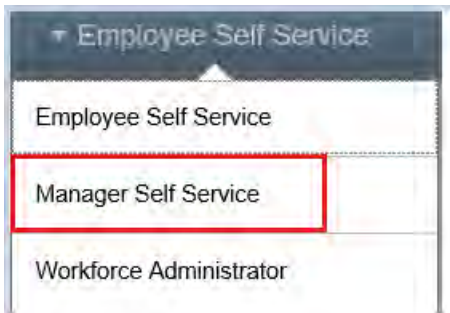 Employee Self Service
Employee Self Service
Manager Self Service
Workforce Administrator